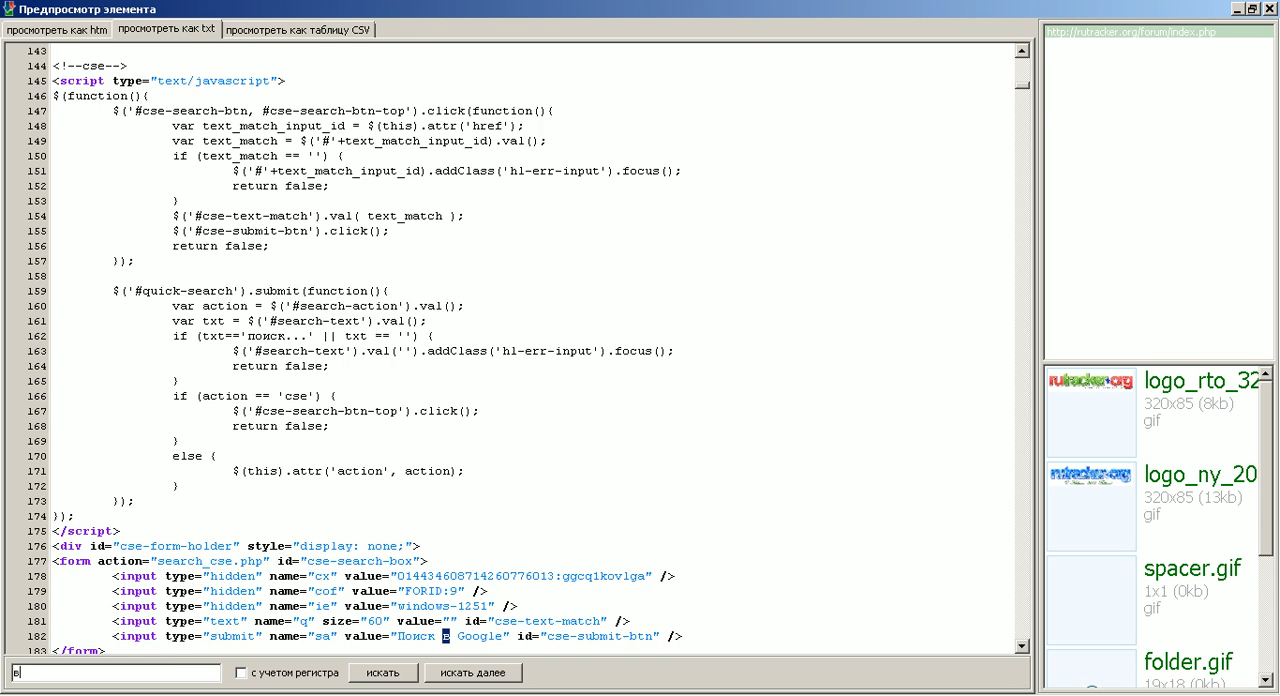 Предпросмотр элемента
просмотреть как htm
просмотреть как txt
просмотреть как таблицу CSV
143
144 <!--cse-->
145 <script type="text/javascript">
146 $(function(){
147 $('#cse-search-btn, #cse-search-btn-top').click(function(){
148 var text_match_input_id = $(this).attr('href');
149 var text_match = $('#'+text_match_input_id).val();
150 if (text_match == '') {
151 $('#'+text_match_input_id).addClass('hl-err-input').focus();
152 return false;
153 }
154 $('#cse-text-match').val( text_match );
155 $('#cse-submit-btn').click();
156 return false;
157 });
158
159 $('#quick-search').submit(function(){
160 var action = $('#search-action').val();
161 var txt = $('#search-text').val();
162 if (txt=='поиск...' || txt == '') {
163 $('#search-text').val('').addClass('hl-err-input').focus();
164 return false;
165 }
166 if (action == 'cse') {
167 $('#cse-search-btn-top').click();
168 return false;
169 }
170 else {
171 $(this).attr('action', action);
172 }
173 });
174 });
175 </script>
176 <div id="cse-form-holder" style="display: none;">
177 <form action="search_cse.php" id="cse-search-box">
178 <input type="hidden" name="cx" value="014434608714260776013:ggcq1kovlga" />
179 <input type="hidden" name="cof" value="FORID:9" />
180 <input type="hidden" name="ie" value="windows-1251" />
181 <input type="text" name="q" size="60" value="" id="cse-text-match" />
182 <input type="submit" name="sa" value="Поиск в Google" id="cse-submit-btn" />
183 </form>
в
с учетом регистра
искать
искать далее
http://rutracker.org/forum/index.php
rutracker.org
logo_rto_32
320x85 (8kb)
gif
rutracker.org
logo_ny_20
320x85 (13kb)
gif
spacer.gif
1x1 (0kb)
gif
folder.gif
19x18 (0kb)